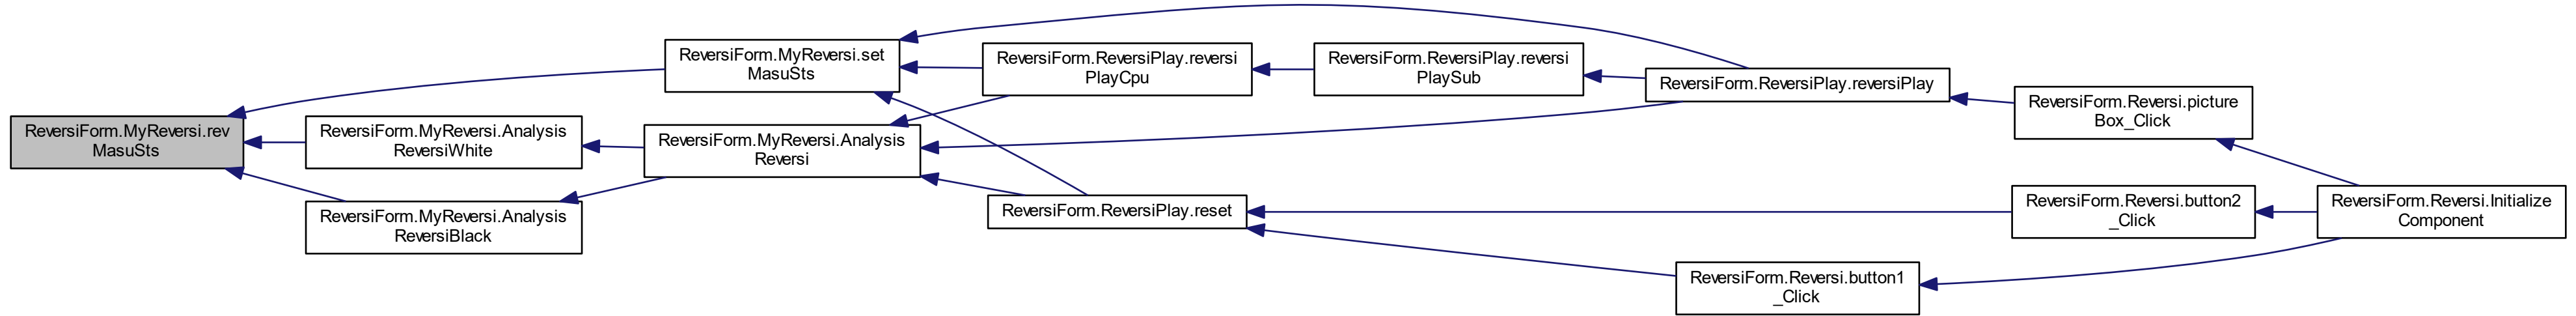 ReversiForm.MyReversi.rev
MasuSts
ReversiForm.MyReversi.set
MasuSts
ReversiForm.MyReversi.Analysis
ReversiWhite
ReversiForm.MyReversi.Analysis
ReversiBlack
ReversiForm.MyReversi.Analysis
Reversi
ReversiForm.ReversiPlay.reversi
PlayCpu
ReversiForm.ReversiPlay.reset
ReversiForm.ReversiPlay.reversi
PlaySub
ReversiForm.ReversiPlay.reversiPlay
ReversiForm.Reversi.button1
_Click
ReversiForm.Reversi.picture
Box_Click
ReversiForm.Reversi.button2
_Click
ReversiForm.Reversi.Initialize
Component